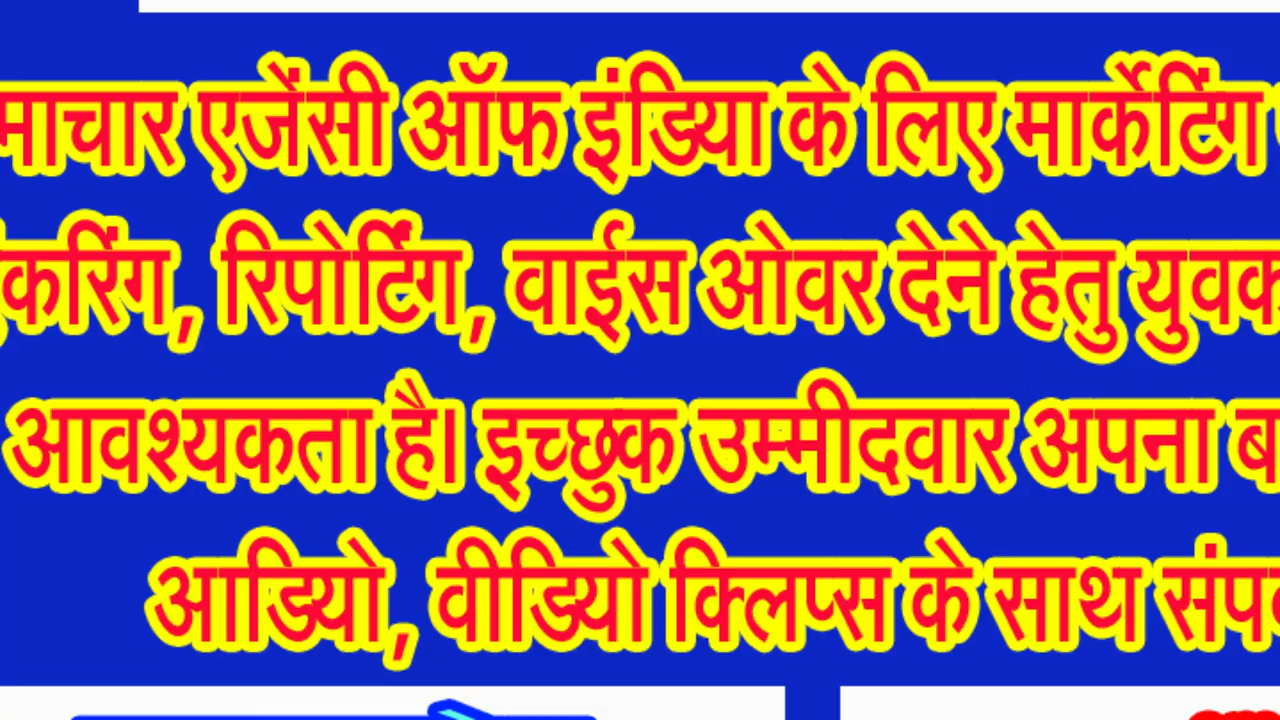 माचार एजेंसी ऑफ इंडिया के लिए मार्केटिंग
करिंग, रिपोर्टिंग, वाईस ओवर देने हेतु युवक
आवश्यकता है। इच्छुक उम्मीदवार अपना
आडियो, वीडियो क्लिप्स के साथ